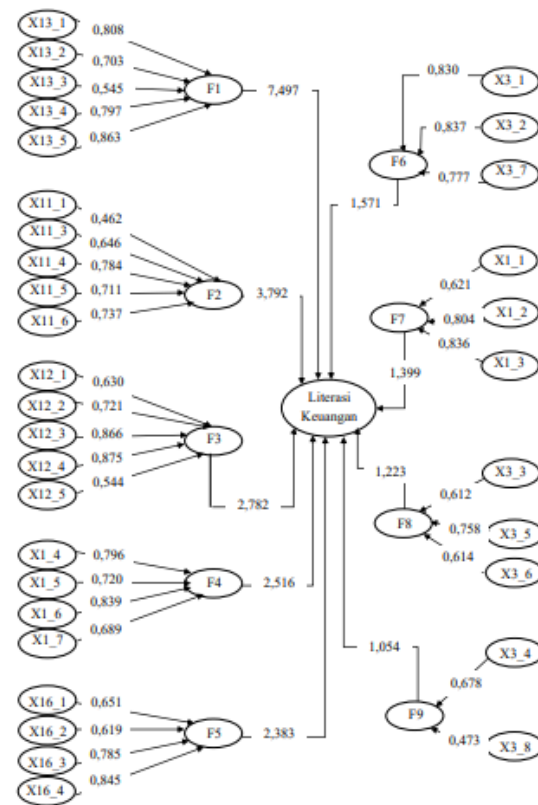 X13_1
0,808
X13_2
0,703
X13_3
0,545
X13_4
0,797
X13_5
0,863
F1
7,497
X11_1
0,462
X11_3
0,646
X11_4
0,784
X11_5
0,711
X11_6
0,737
F2
3,792
X12_1
0,630
X12_2
0,721
X12_3
0,866
X12_4
0,875
X12_5
0,544
F3
2,782
X1_4
0,796
X1_5
0,720
X1_6
0,839
X1_7
0,689
F4
2,516
X16_1
0,651
X16_2
0,619
X16_3
0,785
X16_4
0,845
F5
2,383
Literasi
Keuangan
0,830
X3_1
0,837
X3_2
0,777
X3_7
F6
1,571
X1_1
0,621
X1_2
0,804
X1_3
0,836
F7
1,399
X3_3
0,612
X3_5
0,758
X3_6
0,614
F8
1,223
X3_4
0,678
X3_8
0,473
F9
1,054